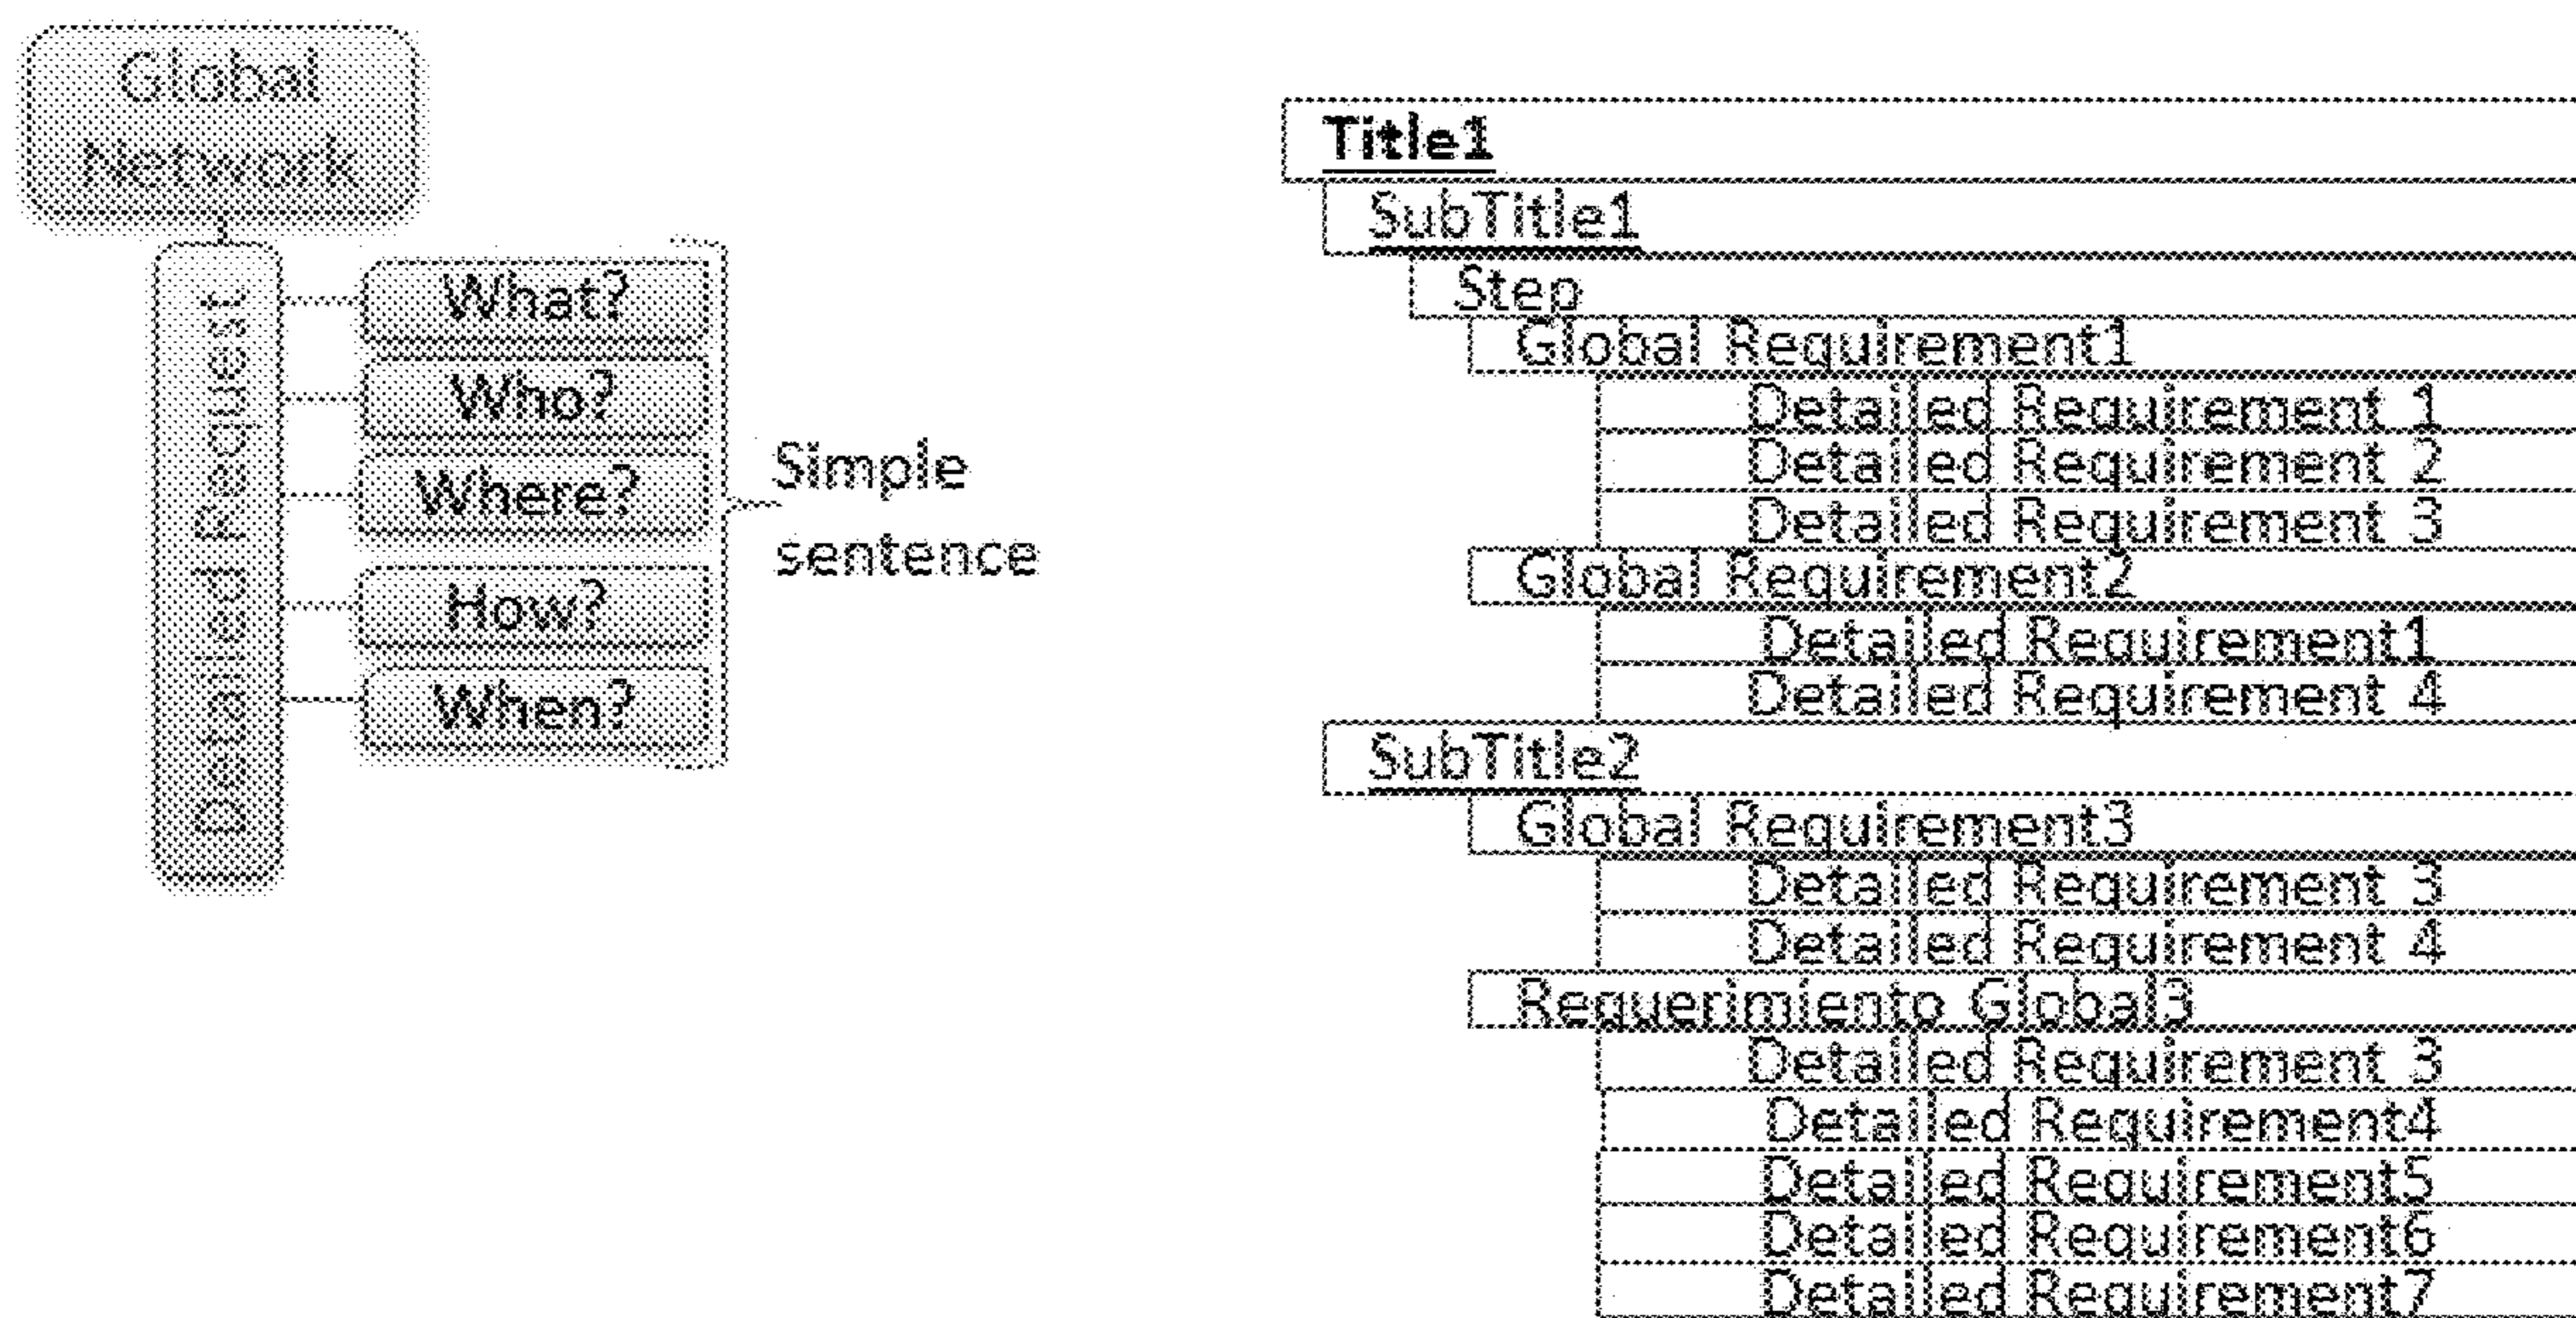 Global
Network
Detailed Request
What?
Who?
Where?
How?
When?
Simple
sentence
Title1
SubTitle1
Step
Global Requirement1
Detailed Requirement 1
Detailed Requirement 2
Detailed Requirement 3
Global Requirement2
Detailed Requirement1
Detailed Requirement 4
SubTitle2
Global Requirement3
Detailed Requirement 3
Detailed Requirement 4
Requerimiento Global3
Detailed Requirement 3
Detailed Requirement4
Detailed Requirement5
Detailed Requirement6
Detailed Requirement7